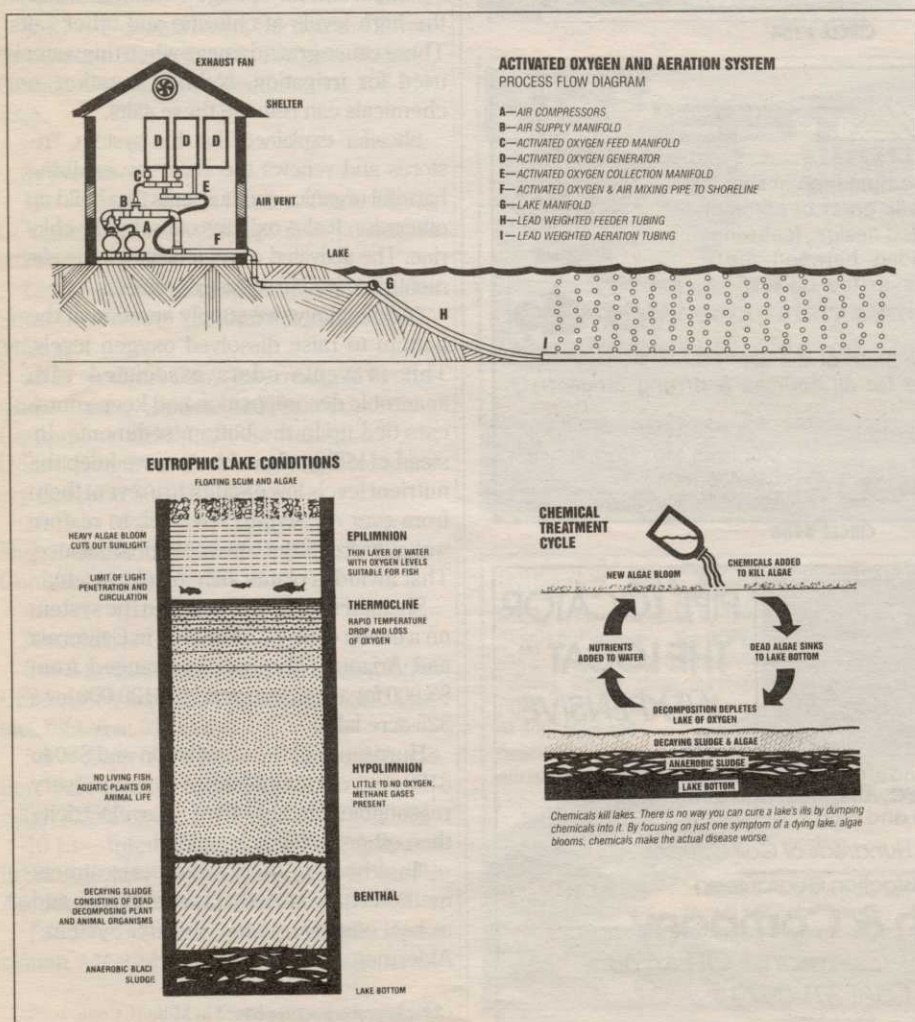 EXHAUST FAN
SHELTER
D
D
D
C
E
B
AIR VENT
A
F
LAKE
G
H
I
ACTIVATED OXYGEN AND AERATION SYSTEM
PROCESS FLOW DIAGRAM
A—AIR COMPRESSORS
B—AIR SUPPLY MANIFOLD
C—ACTIVATED OXYGEN FEED MANIFOLD
D—ACTIVATED OXYGEN GENERATOR
E—ACTIVATED OXYGEN COLLECTION MANIFOLD
F—ACTIVATED OXYGEN & AIR MIXING PIPE TO SHORELINE
G—LAKE MANIFOLD
H—LEAD WEIGHTED FEEDER TUBING
I—LEAD WEIGHTED AERATION TUBING
EUTROPHIC LAKE CONDITIONS
FLOATING SCUM AND ALGAE
HEAVY ALGAE BLOOM
CUTS OUT SUNLIGHT
LIMIT OF LIGHT
PENETRATION AND
CIRCULATION
NO LIVING FISH,
AQUATIC PLANTS OR
ANIMAL LIFE
DECAYING SLUDGE
CONSISTING OF DEAD
DECOMPOSING PLANT
AND ANIMAL ORGANISMS
ANAEROBIC BLACI
SLUDGE
EPILIMNION
THIN LAYER OF WATER
WITH OXYGEN LEVELS
SUITABLE FOR FISH
THERMOCLINE
RAPID TEMPERATURE
DROP AND LOSS
OF OXYGEN
HYPOLIMNION
LITTLE TO NO OXYGEN,
METHANE GASES
PRESENT
BENTHAL
LAKE BOTTOM
CHEMICAL
TREATMENT
CYCLE
NEW ALGAE BLOOM
CHEMICALS ADDED
TO KILL ALGAE
NUTRIENTS
ADDED TO WATER
DEAD ALGAE SINKS
TO LAKE BOTTOM
DECOMPOSITION DEPLETES
LAKE OF OXYGEN
DECAYING SLUDGE & ALGAE
ANAEROBIC SLUDGE
LAKE BOTTOM
Chemicals kill lakes. There is no way you can cure a lake's ills by dumping
chemicals into it. By focusing on just one symptom of a dying lake, algae
blooms, chemicals make the actual disease worse.